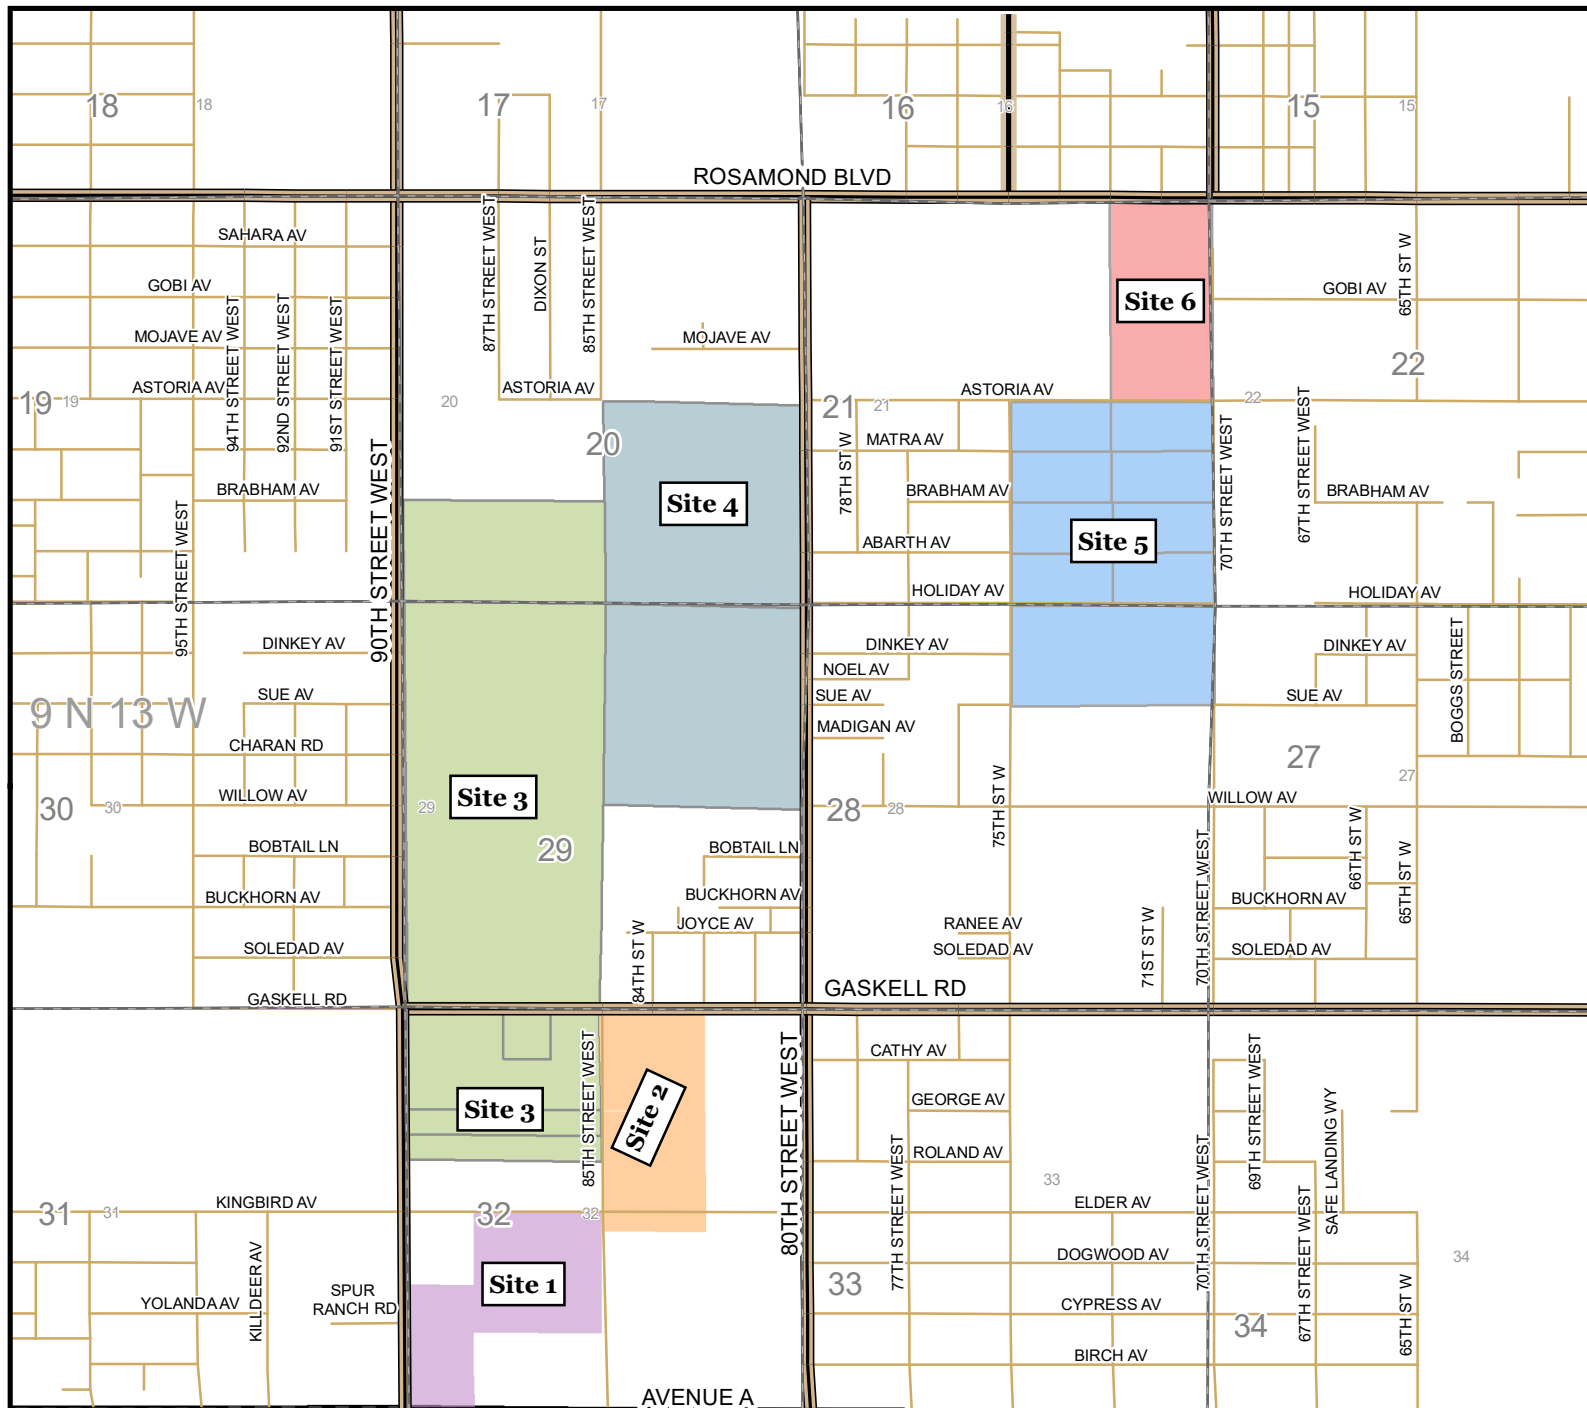 18
18
17
17
16
16
15
15
ROSAMOND BLVD
SAHARA AV
GOBI AV
MOJAVE AV
ASTORIA AV
94TH STREET WEST
92ND STREET WEST
91ST STREET WEST
19
19
BRABHAM AV
95TH STREET WEST
90TH STREET WEST
87TH STREET WEST
DIXON ST
85TH STREET WEST
MOJAVE AV
ASTORIA AV
20
20
Site 4
Site 6
GOBI AV
65TH ST W
22
22
ASTORIA AV
21
21
MATRA AV
78TH ST W
BRABHAM AV
ABARTH AV
HOLIDAY AV
Site 5
70TH STREET WEST
67TH STREET WEST
BRABHAM AV
HOLIDAY AV
DINKEY AV
SUE AV
9 N 13 W
CHARAN RD
WILLOW AV
30
30
BOBTAIL LN
BUCKHORN AV
SOLEDAD AV
GASKELL RD
Site 3
29
29
BOBTAIL LN
BUCKHORN AV
JOYCE AV
84TH ST W
DINKEY AV
NOEL AV
SUE AV
MADIGAN AV
28
28
75TH ST W
RANEE AV
SOLEDAD AV
GASKELL RD
71ST ST W
70TH STREET WEST
DINKEY AV
SUE AV
BOGGS STREET
27
27
WILLOW AV
66TH ST W
65TH ST W
BUCKHORN AV
SOLEDAD AV
Site 3
85TH STREET WEST
Site 2
80TH STREET WEST
CATHY AV
GEORGE AV
ROLAND AV
77TH STREET WEST
33
33
ELDER AV
DOGWOOD AV
CYPRESS AV
BIRCH AV
70TH STREET WEST
69TH STREET WEST
67TH STREET WEST
SAFE LANDING WY
65TH ST W
34
34
31
31
KINGBIRD AV
KILLDEER AV
YOLANDA AV
SPUR
RANCH RD
32
32
Site 1
AVENUE A